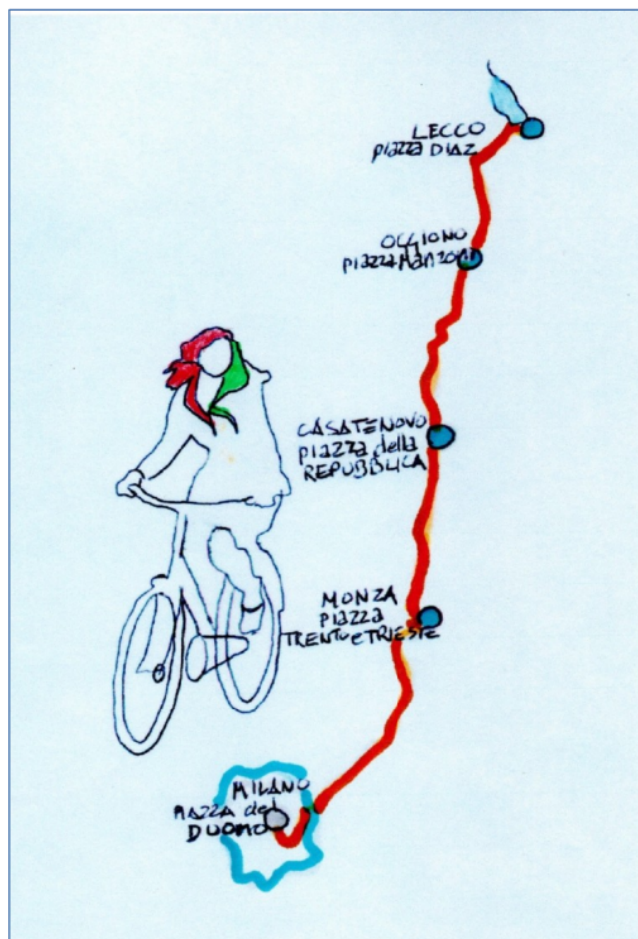 LECCO
piazza DIAZ
OGGIONO
piazza MANZONI
CASATENOVO
piazza della
REPUBBLICA
MONZA
piazza
TRENTO e TRIESTE
MILANO
PIAZZA del
DUOMO